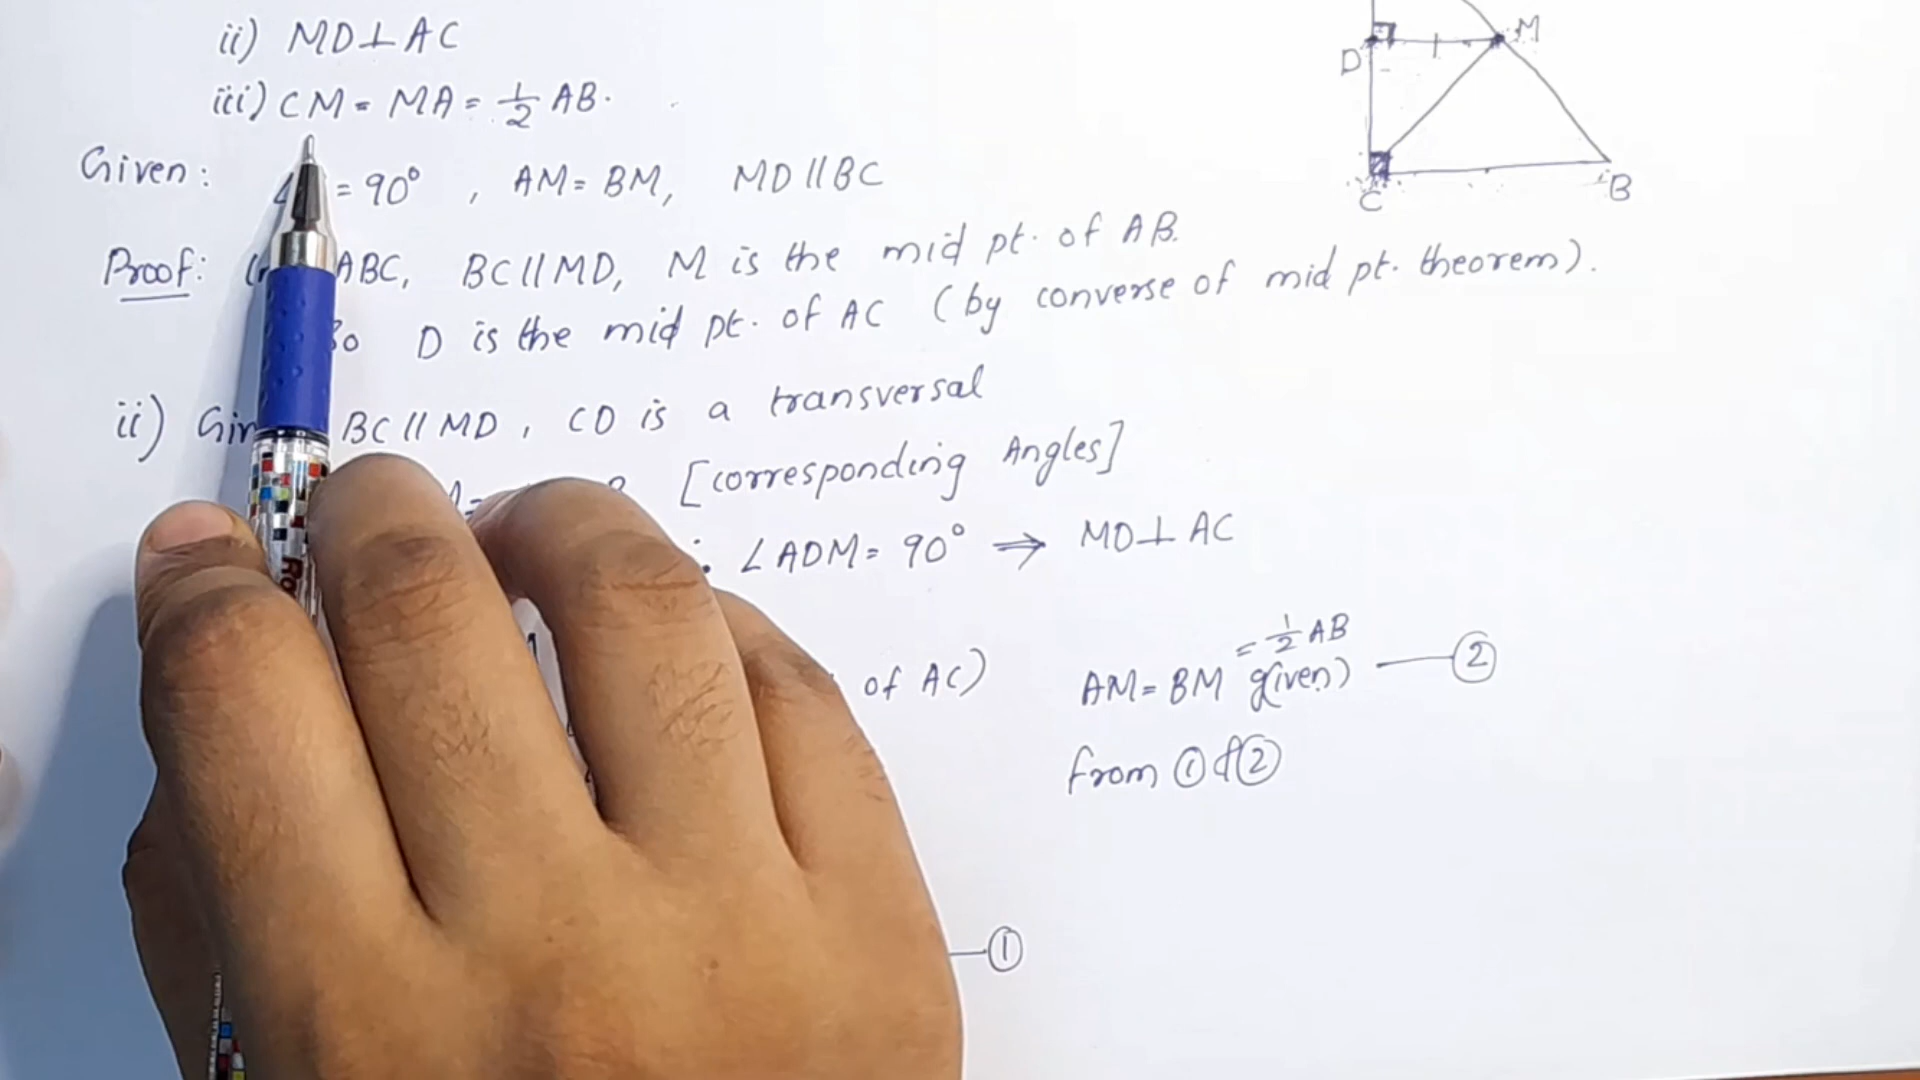 ii) MD⊥AC
iii) CM = MA = 1/2 AB.
Given: = 90°, AM = BM, MD // BC
Proof: ABC, BC // MD, M is the mid pt. of AB.
So D is the mid pt. of AC (by converse of mid pt. theorem).
ii) BC // MD, CD is a transversal
[corresponding Angles]
∠ADM = 90° ⇒ MD⊥AC
of AC)
AM = BM (given) = 1/2 AB — ②
from ① & ②
— ①
D
M
C
B